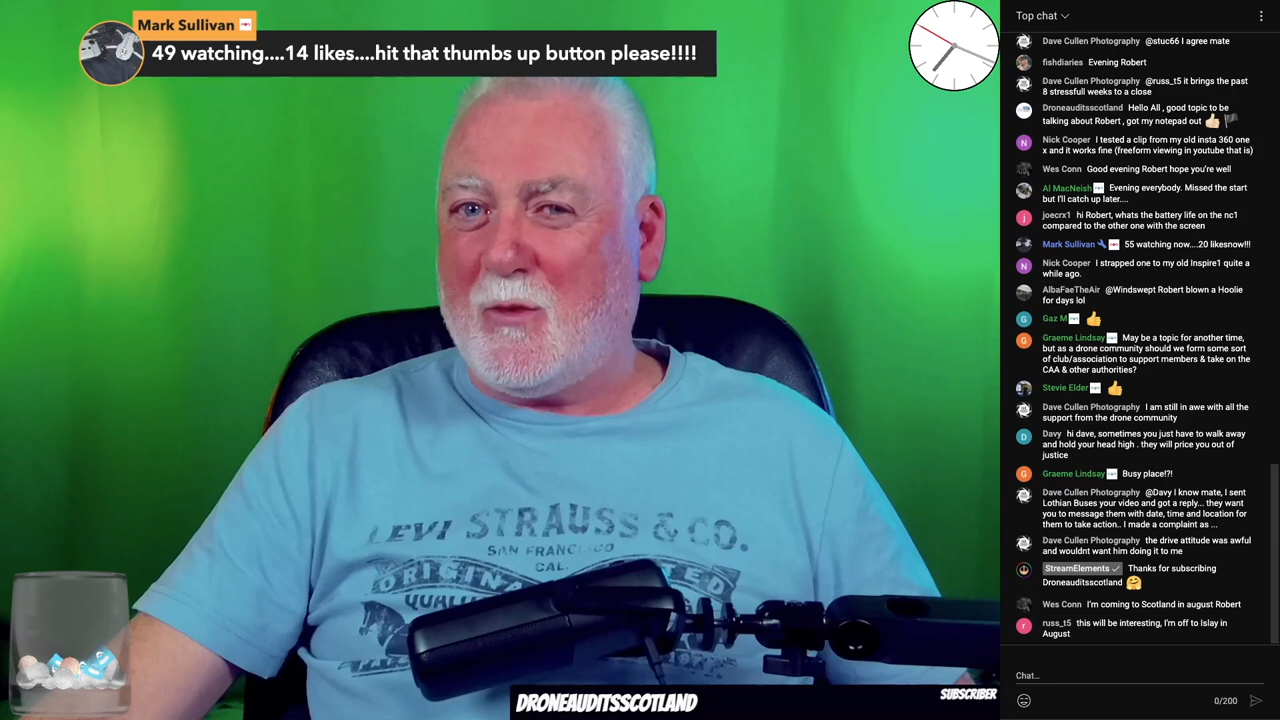 Mark Sullivan
49 watching....14 likes....hit that thumbs up button please!!!!
LEVI STRAUSS & CO.
SAN FRANCISCO
CAL.
ORIGINAL
QUALI
DRONEAUDITSSCOTLAND
SUBSCRIBER
Top chat
Dave Cullen Photography @stuc66 I agree mate
fishdiaries Evening Robert
Dave Cullen Photography @russ_t5 it brings the past
8 stressfull weeks to a close
Droneauditsscotland Hello All , good topic to be
talking about Robert , got my notepad out
N Nick Cooper I tested a clip from my old insta 360 one
x and it works fine (freeform viewing in youtube that is)
Wes Conn Good evening Robert hope you're well
Al MacNeish Evening everybody. Missed the start
but I'll catch up later....
j joecrx1 hi Robert, whats the battery life on the nc1
compared to the other one with the screen
Mark Sullivan 55 watching now....20 likesnow!!!
N Nick Cooper I strapped one to my old Inspire1 quite a
while ago.
AlbaFaeTheAir @Windswept Robert blown a Hoolie
for days lol
G Gaz M
G Graeme Lindsay May be a topic for another time,
but as a drone community should we form some sort
of club/association to support members & take on the
CAA & other authorities?
Stevie Elder
Dave Cullen Photography I am still in awe with all the
support from the drone community
D Davy hi dave, sometimes you just have to walk away
and hold your head high . they will price you out of
justice
G Graeme Lindsay Busy place!?!
Dave Cullen Photography @Davy I know mate, I sent
Lothian Buses your video and got a reply... they want
you to message them with date, time and location for
them to take action.. I made a complaint as ...
Dave Cullen Photography the drive attitude was awful
and wouldnt want him doing it to me
StreamElements Thanks for subscribing
Droneauditsscotland
Wes Conn I'm coming to Scotland in august Robert
r russ_t5 this will be interesting, I'm off to Islay in
August
Chat...
0/200